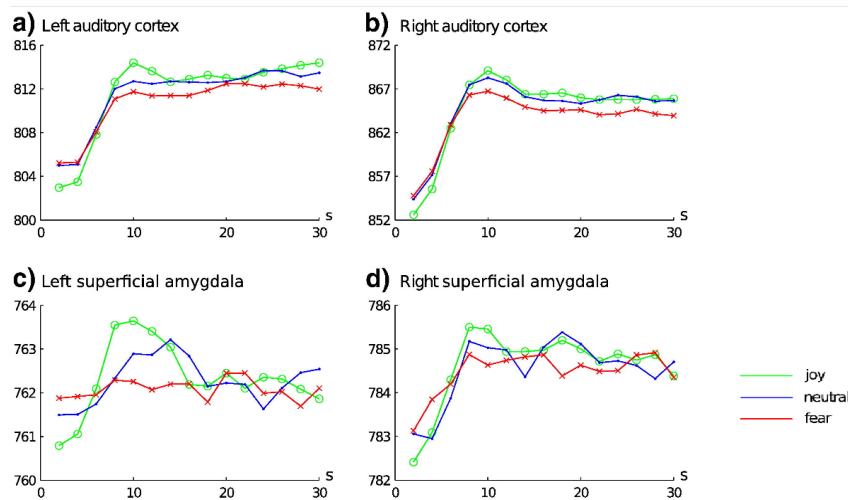 a) Left auditory cortex
816
812
808
804
800
0 10 20 30 s
b) Right auditory cortex
872
867
862
857
852
0 10 20 30 s
c) Left superficial amygdala
764
763
762
761
760
0 10 20 30 s
d) Right superficial amygdala
786
785
784
783
782
0 10 20 30 s
joy
neutral
fear